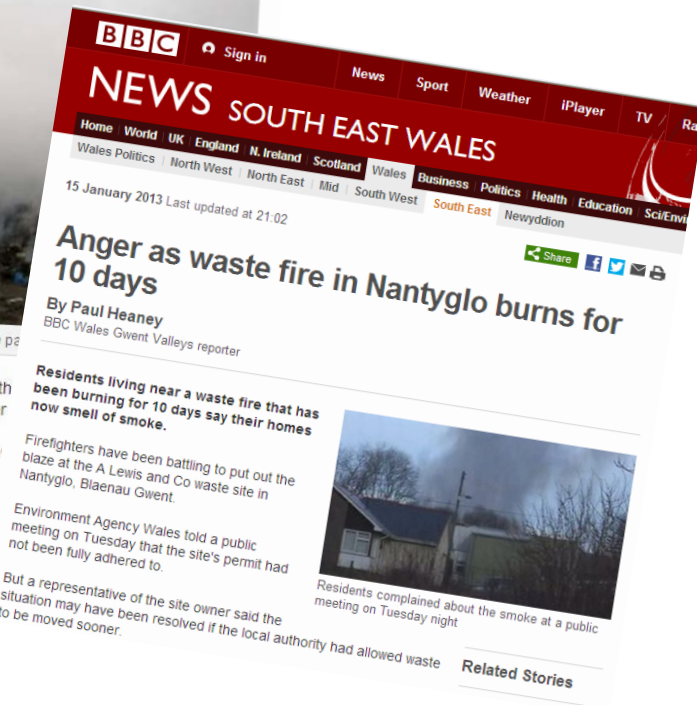 BBC
Sign in
News
Sport
Weather
iPlayer
TV
NEWS SOUTH EAST WALES
Home World UK England N. Ireland Scotland Wales Business Politics Health Education Sci/Envi
Wales Politics North West North East Mid South West South East Newyddion
15 January 2013 Last updated at 21:02
Share
Anger as waste fire in Nantyglo burns for
10 days
By Paul Heaney
BBC Wales Gwent Valleys reporter
Residents living near a waste fire that has
been burning for 10 days say their homes
now smell of smoke.
Firefighters have been battling to put out the
blaze at the A Lewis and Co waste site in
Nantyglo, Blaenau Gwent.
Environment Agency Wales told a public
meeting on Tuesday that the site's permit had
not been fully adhered to.
But a representative of the site owner said the
situation may have been resolved if the local authority had allowed waste
to be moved sooner.
Residents complained about the smoke at a public
meeting on Tuesday night
Related Stories